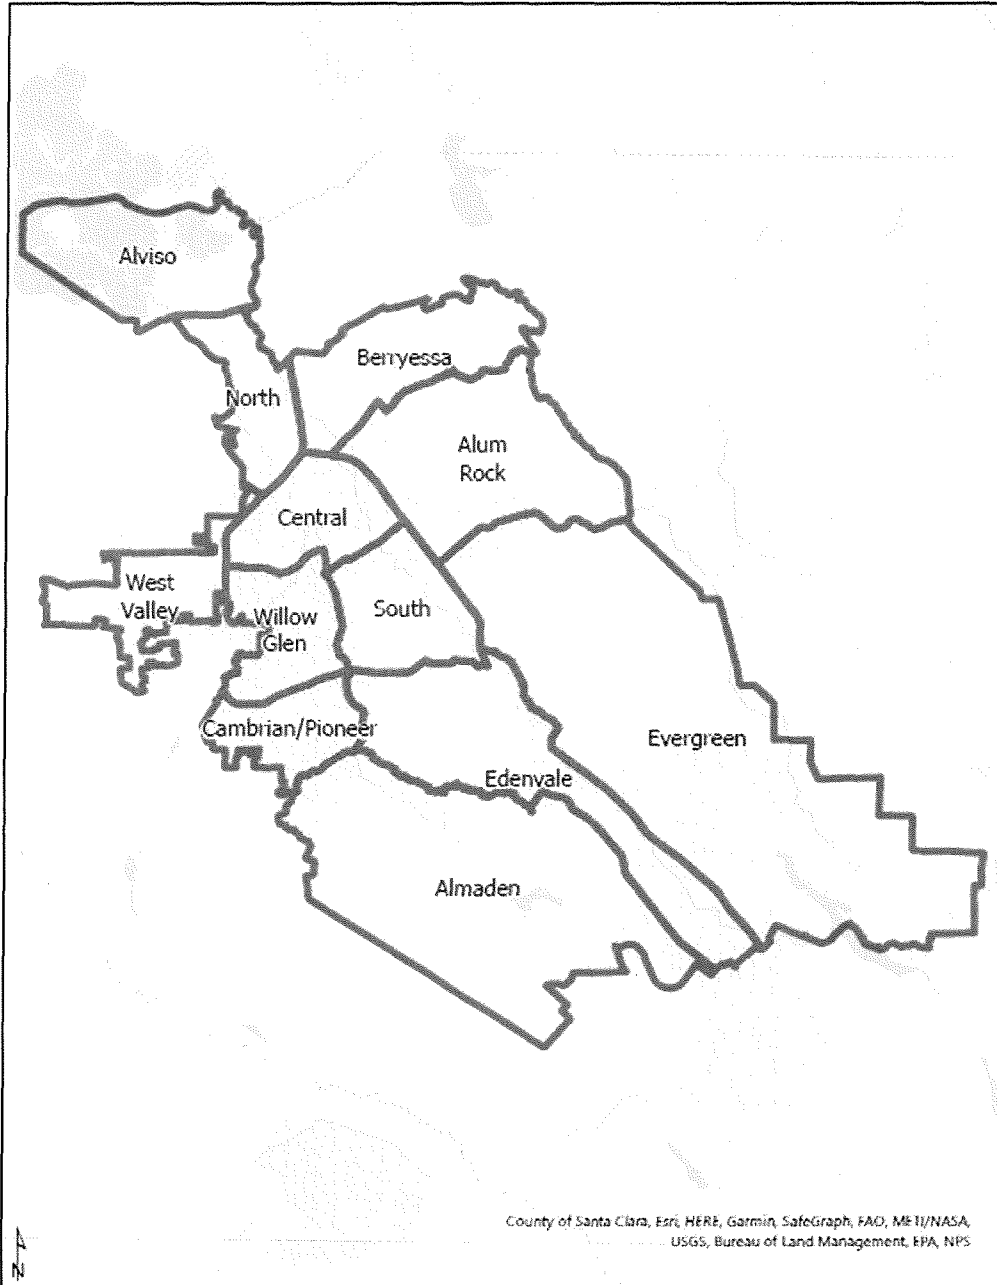 Alviso
Berryessa
North
Alum
Rock
Central
West
Valley
Willow
Glen
South
Cambrian/Pioneer
Evergreen
Edenvale
Almaden
County of Santa Clara, Esri, HERE, Garmin, SafeGraph, FAO, METI/NASA,
USGS, Bureau of Land Management, EPA, NPS
N